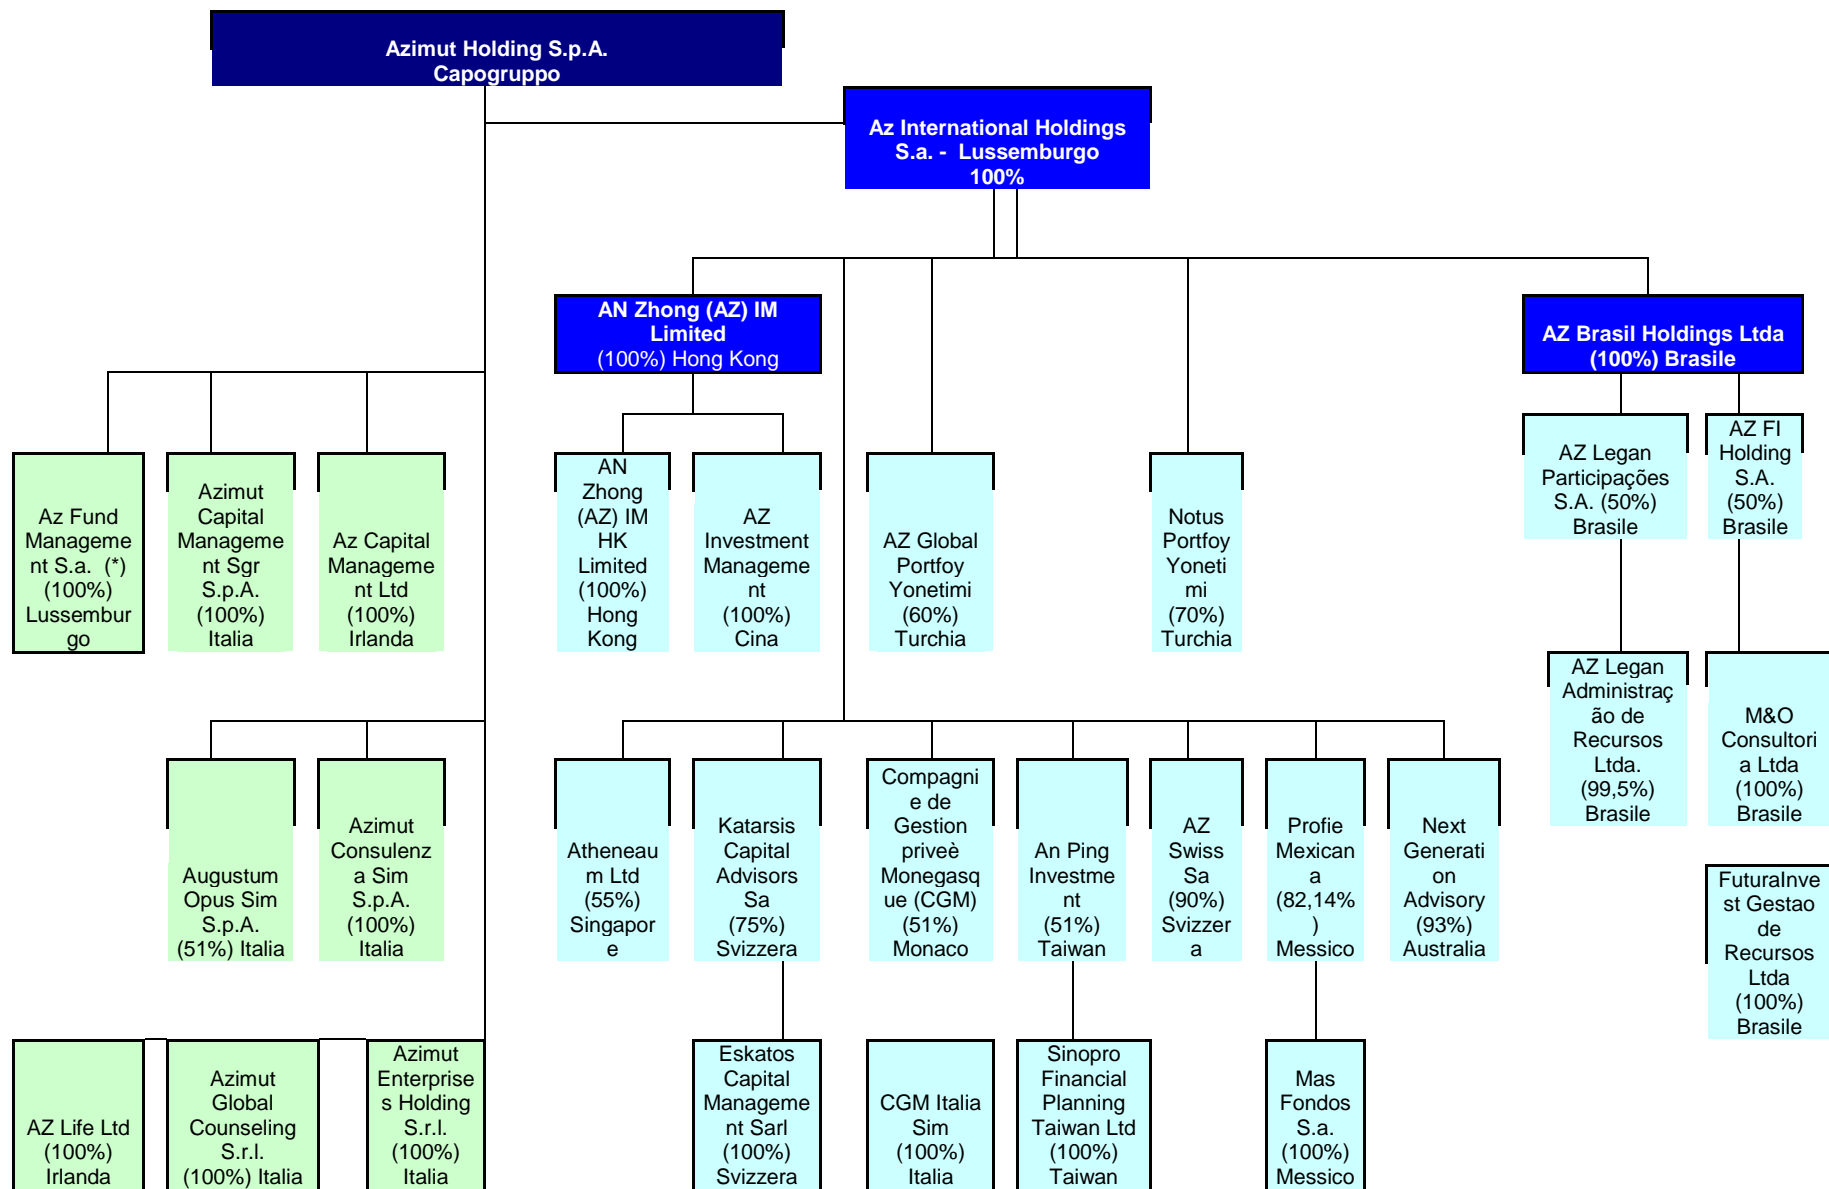 Azimut Holding S.p.A.
Capogruppo
Az International Holdings
S.a. - Lussemburgo
100%
AN Zhong (AZ) IM
Limited
(100%) Hong Kong
AZ Brasil Holdings Ltda
(100%) Brasile
Az Fund
Manageme
nt S.a. (*)
(100%)
Lussembur
go
Azimut
Capital
Manageme
nt Sgr
S.p.A.
(100%)
Italia
Az Capital
Manageme
nt Ltd
(100%)
Irlanda
AN
Zhong
(AZ) IM
HK
Limited
(100%)
Hong
Kong
AZ
Investment
Manageme
nt
(100%)
Cina
AZ Global
Portfoy
Yonetimi
(60%)
Turchia
Notus
Portfoy
Yoneti
mi
(70%)
Turchia
AZ Legan
Participações
S.A. (50%)
Brasile
AZ FI
Holding
S.A.
(50%)
Brasile
AZ Legan
Administraç
ão de
Recursos
Ltda.
(99,5%)
Brasile
M&O
Consultori
a Ltda
(100%)
Brasile
Augustum
Opus Sim
S.p.A.
(51%) Italia
Azimut
Consulenz
a Sim
S.p.A.
(100%)
Italia
Atheneau
m Ltd
(55%)
Singapor
e
Katarsis
Capital
Advisors
Sa
(75%)
Svizzera
Compagni
e de
Gestion
priveè
Monegasq
ue (CGM)
(51%)
Monaco
An Ping
Investme
nt
(51%)
Taiwan
AZ
Swiss
Sa
(90%)
Svizzer
a
Profie
Mexican
a
(82,14%
)
Messico
Next
Generati
on
Advisory
(93%)
Australia
FuturaInve
st Gestao
de
Recursos
Ltda
(100%)
Brasile
AZ Life Ltd
(100%)
Irlanda
Azimut
Global
Counseling
S.r.l.
(100%) Italia
Azimut
Enterprise
s Holding
S.r.l.
(100%)
Italia
Eskatos
Capital
Manageme
nt Sarl
(100%)
Svizzera
CGM Italia
Sim
(100%)
Italia
Sinopro
Financial
Planning
Taiwan Ltd
(100%)
Taiwan
Mas
Fondos
S.a.
(100%)
Messico